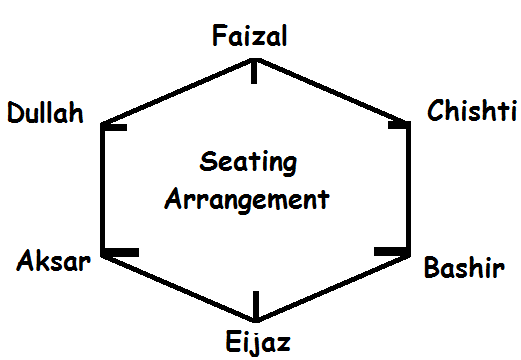 Faizal
Dullah
Chishti
Seating
Arrangement
Aksar
Bashir
Eijaz